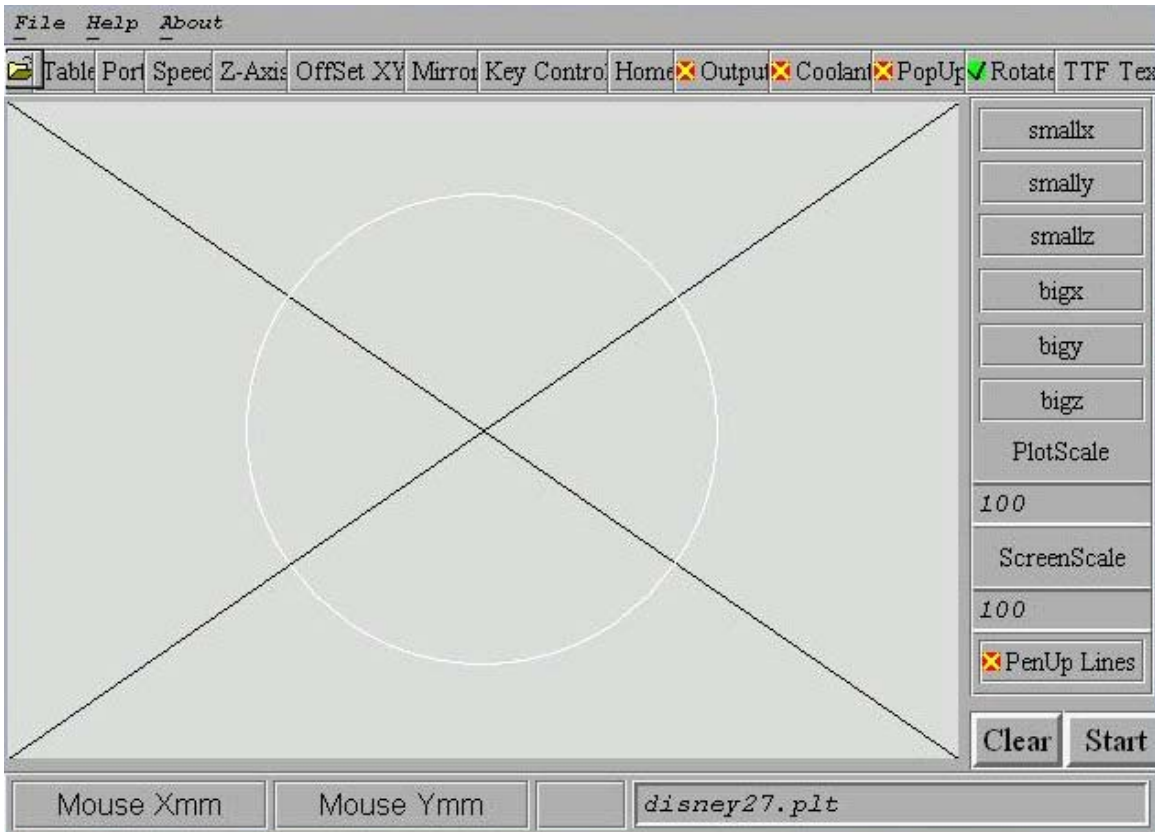 File Help About
Table Port Speed Z-Axis OffSet XY Mirror Key Control Home Output Coolant PopUp Rotate TTF Tex
smallx
smally
smallz
bigx
bigy
bigz
PlotScale
100
ScreenScale
100
PenUp Lines
Clear Start
Mouse Xmm Mouse Ymm disney27.plt